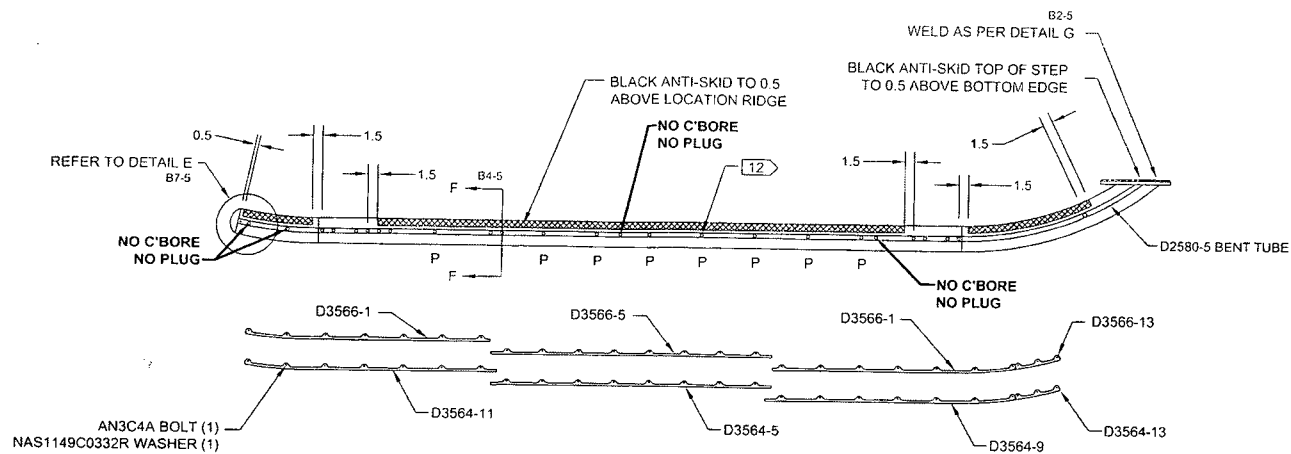 B2-5
WELD AS PER DETAIL G
BLACK ANTI-SKID TOP OF STEP
TO 0.5 ABOVE BOTTOM EDGE
BLACK ANTI-SKID TO 0.5
ABOVE LOCATION RIDGE
NO C'BORE
NO PLUG
12
0.5
1.5
1.5
1.5
1.5
1.5
REFER TO DETAIL E
B7-5
B4-5
F
F
NO C'BORE
NO PLUG
D2580-5 BENT TUBE
P P P P P P P P
NO C'BORE
NO PLUG
D3566-1
D3566-5
D3566-1
D3566-13
AN3C4A BOLT (1)
NAS1149C0332R WASHER (1)
D3564-11
D3564-5
D3564-9
D3564-13